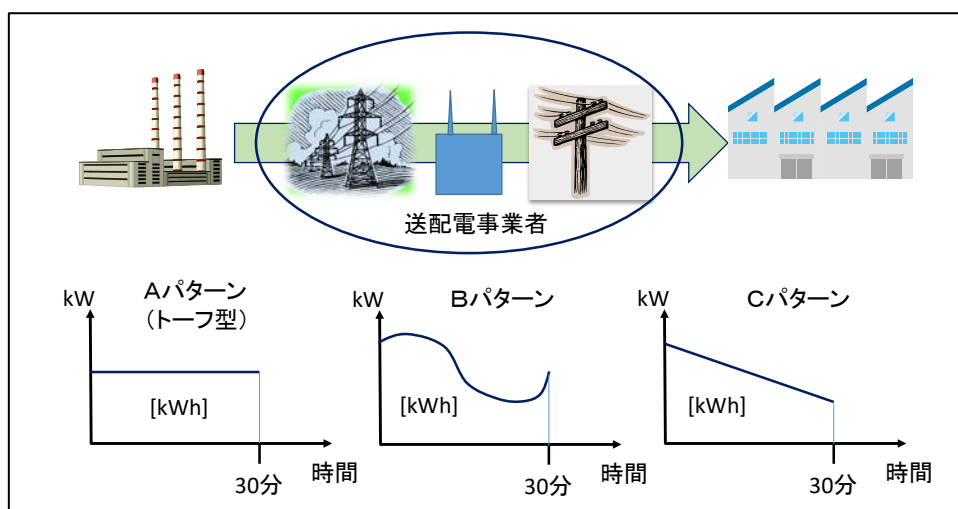 送配電事業者
kW
Aパターン
（トーフ型）
[kWh]
30分
時間
kW
Bパターン
[kWh]
30分
時間
kW
Cパターン
[kWh]
30分
時間